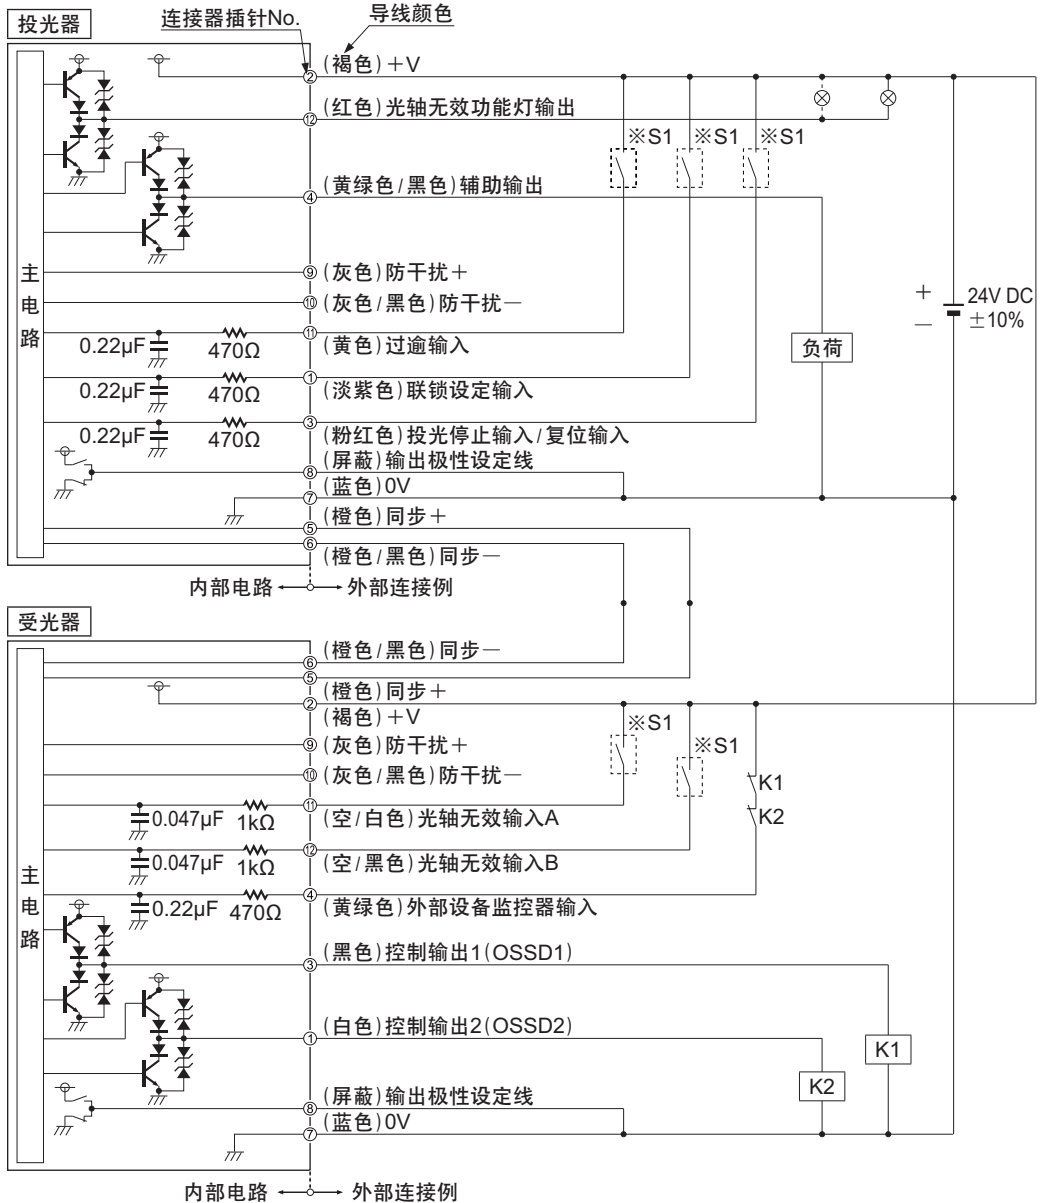 投光器
连接器插针No.
导线颜色
② (褐色)＋V
⑫ (红色)光轴无效功能灯输出
※S1 ※S1 ※S1
④ (黄绿色/黑色)辅助输出
主电路
⑨ (灰色)防干扰＋
⑩ (灰色/黑色)防干扰－
＋
－
24V DC
±10%
负荷
0.22μF 470Ω ⑪ (黄色)过逾输入
0.22μF 470Ω ① (淡紫色)联锁设定输入
0.22μF 470Ω ③ (粉红色)投光停止输入/复位输入
⑧ (屏蔽)输出极性设定线
⑦ (蓝色)0V
⑤ (橙色)同步＋
⑥ (橙色/黑色)同步－
内部电路 外部连接例
受光器
⑥ (橙色/黑色)同步－
⑤ (橙色)同步＋
② (褐色)＋V
※S1
※S1
⑨ (灰色)防干扰＋
⑩ (灰色/黑色)防干扰－
K1
K2
0.047μF 1kΩ ⑪ (空/白色)光轴无效输入A
0.047μF 1kΩ ⑫ (空/黑色)光轴无效输入B
主电路
0.22μF 470Ω ④ (黄绿色)外部设备监控器输入
③ (黑色)控制输出1(OSSD1)
① (白色)控制输出2(OSSD2)
K1
K2
⑧ (屏蔽)输出极性设定线
⑦ (蓝色)0V
内部电路 外部连接例